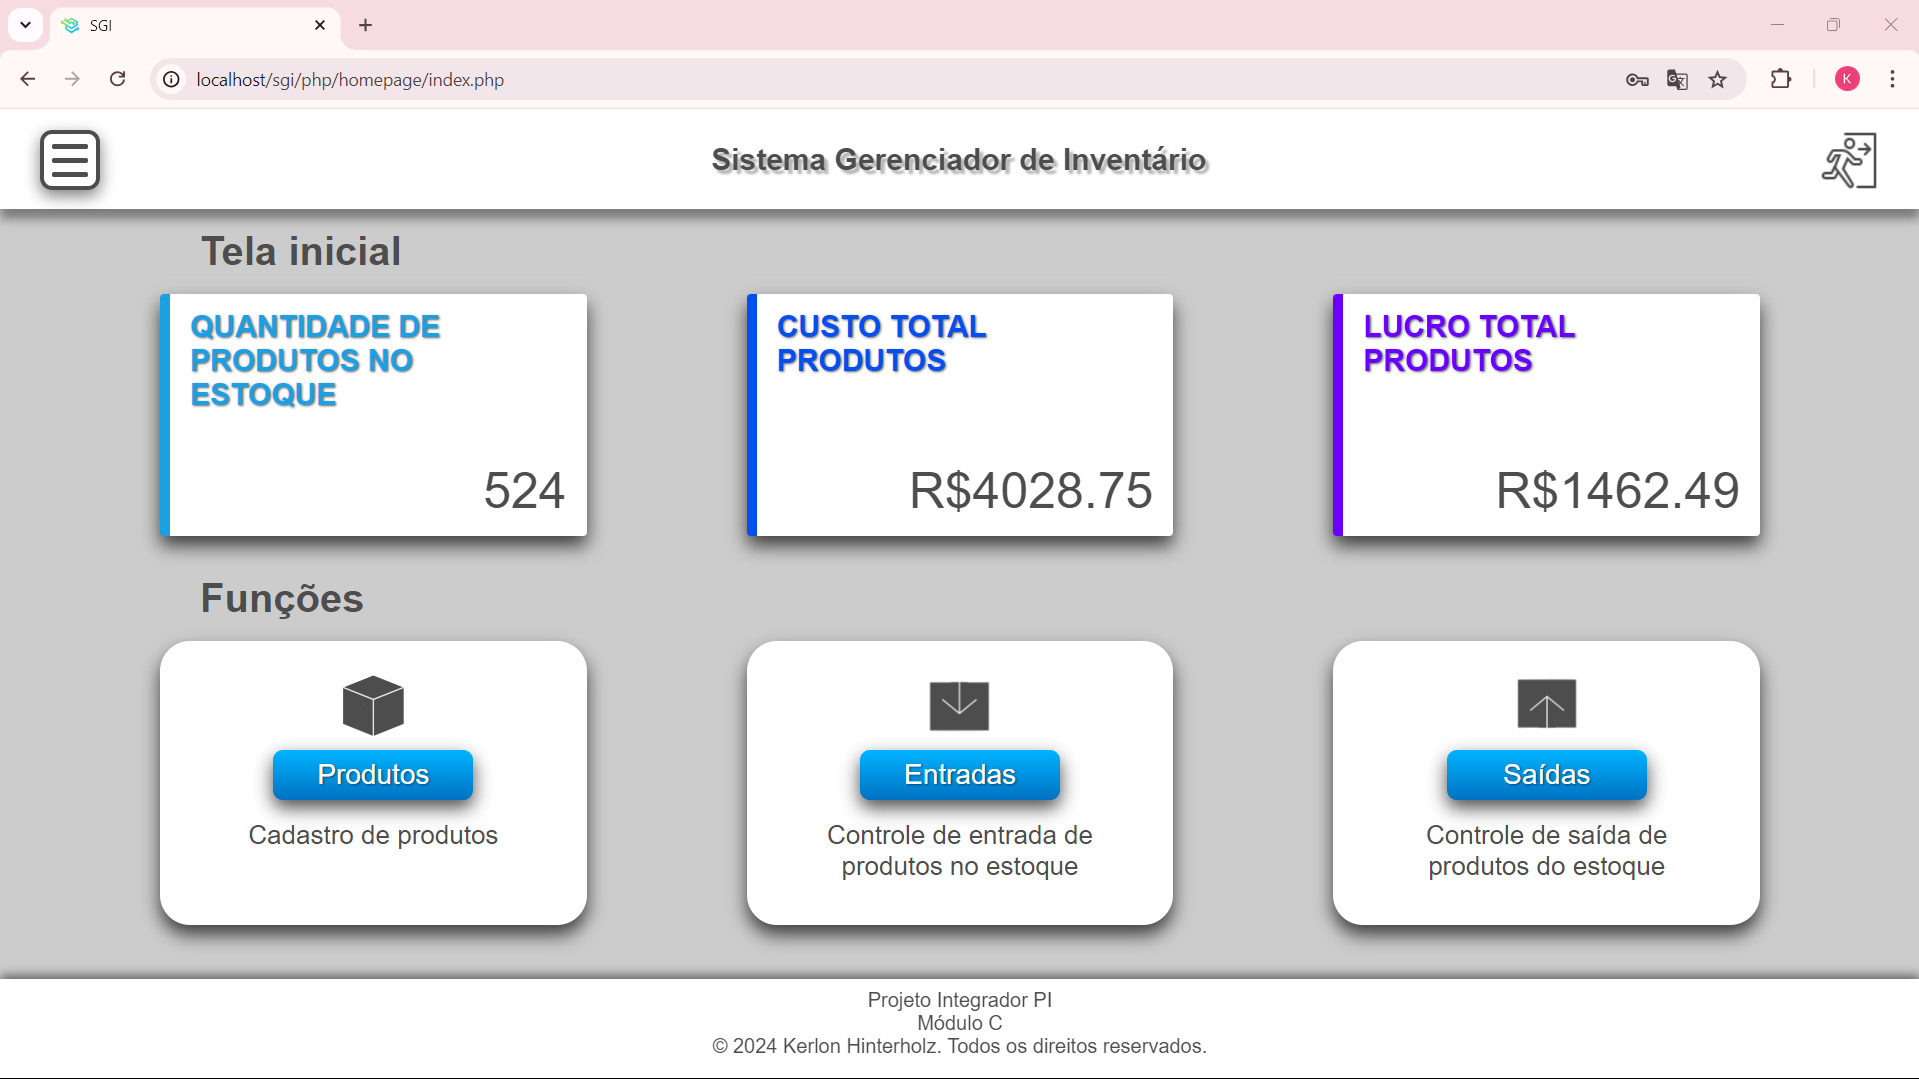 SGI
localhost/sgi/php/homepage/index.php
K
Sistema Gerenciador de Inventário
Tela inicial
QUANTIDADE DE
PRODUTOS NO
ESTOQUE
524
CUSTO TOTAL
PRODUTOS
R$4028.75
LUCRO TOTAL
PRODUTOS
R$1462.49
Funções
Produtos
Cadastro de produtos
Entradas
Controle de entrada de
produtos no estoque
Saídas
Controle de saída de
produtos do estoque
Projeto Integrador PI
Módulo C
© 2024 Kerlon Hinterholz. Todos os direitos reservados.